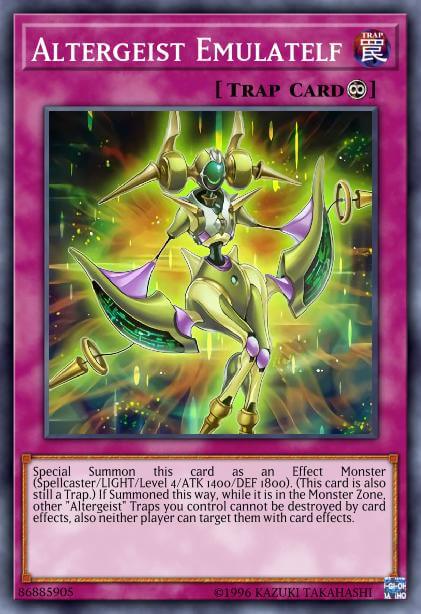 ALTERGEIST EMULATELF
TRAP
罠
[ TRAP CARD ]
Special Summon this card as an Effect Monster
(Spellcaster/LIGHT/Level 4/ATK 1400/DEF 1800). (This card is also
still a Trap.) If Summoned this way, while it is in the Monster Zone,
other "Altergeist" Traps you control cannot be destroyed by card
effects, also neither player can target them with card effects.
86885905
©1996 KAZUKI TAKAHASHI